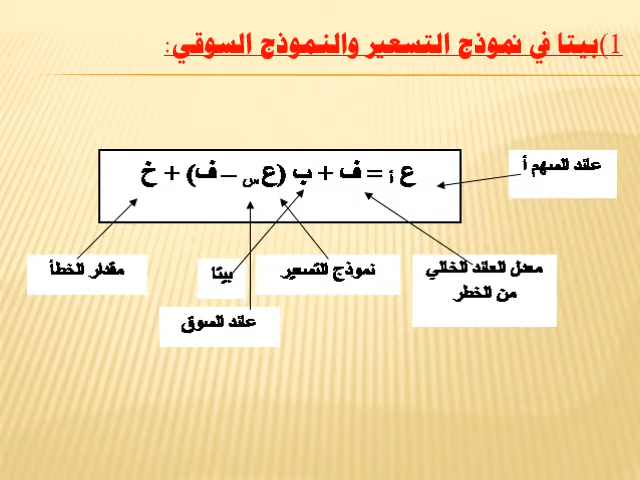 1)بيتا في نموذج التسعير والنموذج السوقي:
عائد السهم أ
ع أ = ف + ب (ع س – ف) + خ
معدل العائد الخالي
من الخطر
نموذج التسعير
بيتا
مقدار الخطأ
عائد السوق